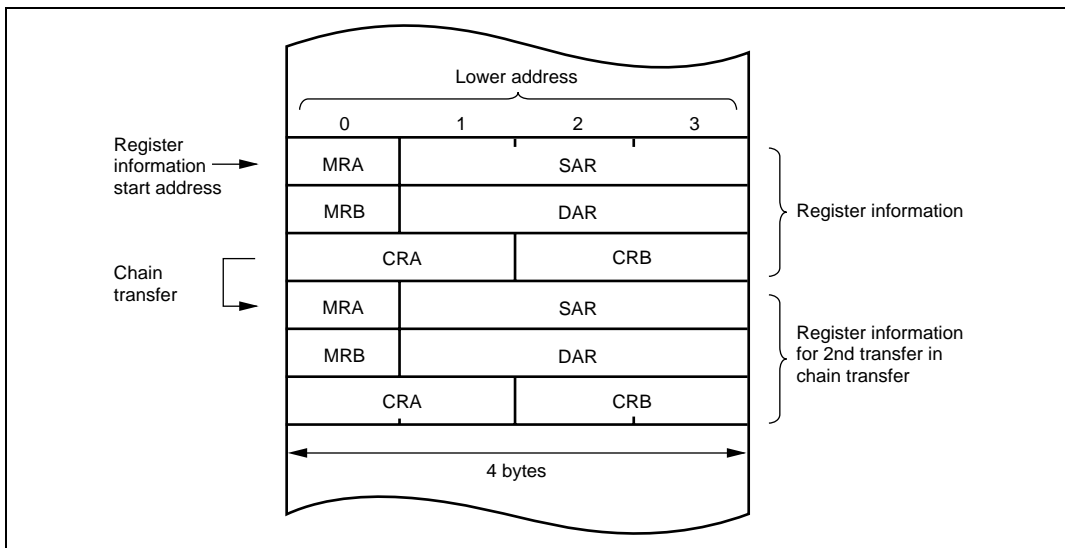 Lower address
0 1 2 3
Register
information
start address
MRA SAR
MRB DAR
Register information
CRA CRB
Chain
transfer
MRA SAR
MRB DAR
Register information
for 2nd transfer in
chain transfer
CRA CRB
4 bytes